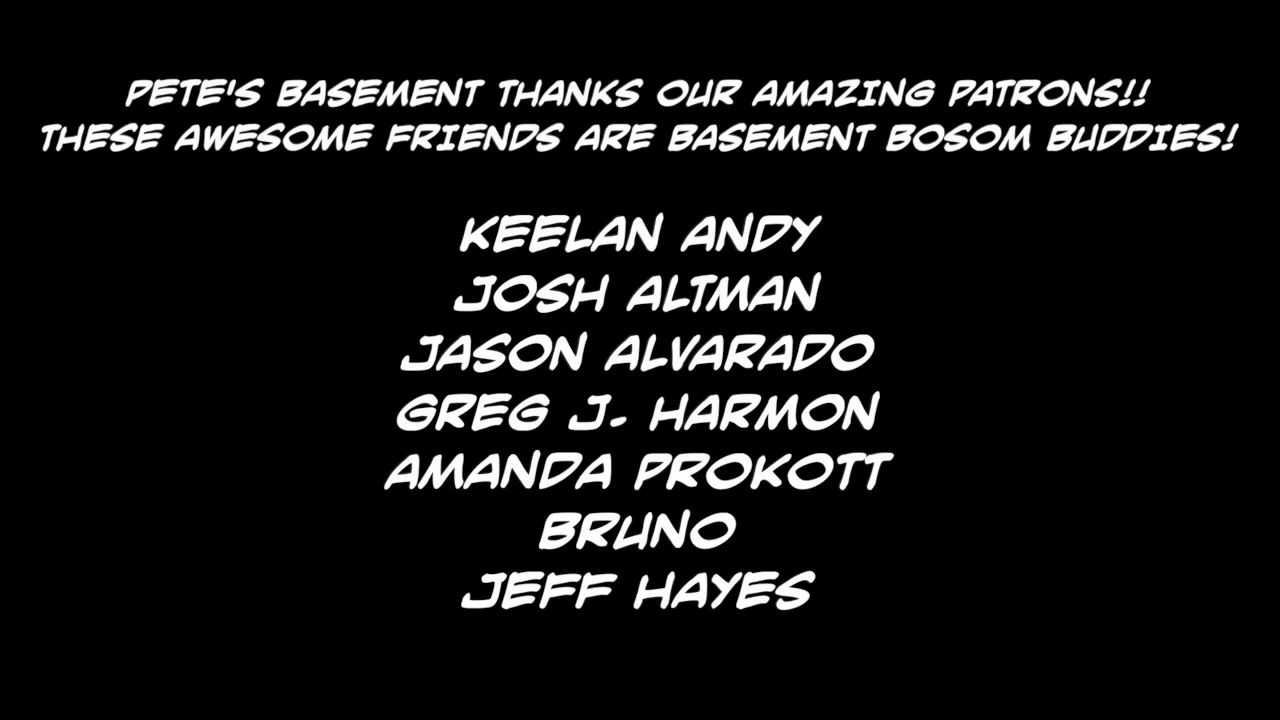 PETE'S BASEMENT THANKS OUR AMAZING PATRONS!!
THESE AWESOME FRIENDS ARE BASEMENT BOSOM BUDDIES!
KEELAN ANDY
JOSH ALTMAN
JASON ALVARADO
GREG J. HARMON
AMANDA PROKOTT
BRUNO
JEFF HAYES